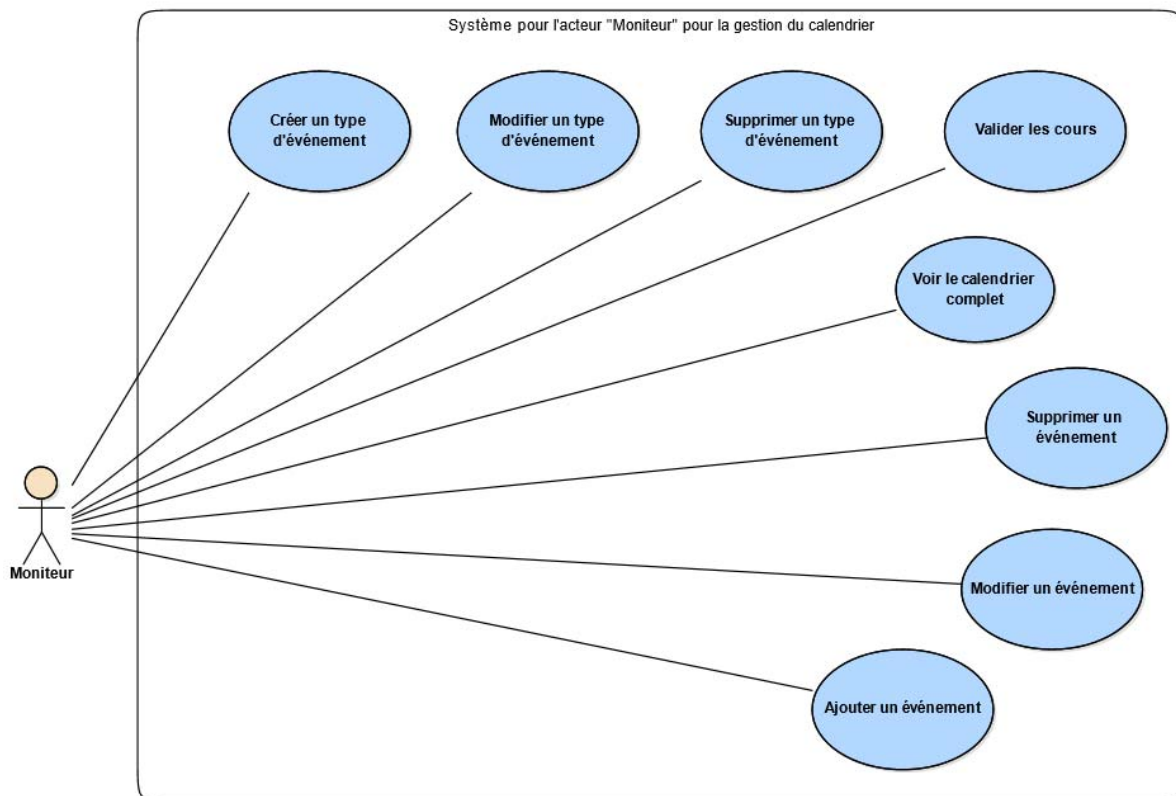 Système pour l'acteur "Moniteur" pour la gestion du calendrier
Créer un type
d'événement
Modifier un type
d'événement
Supprimer un type
d'événement
Valider les cours
Voir le calendrier
complet
Supprimer un
événement
Moniteur
Modifier un événement
Ajouter un événement